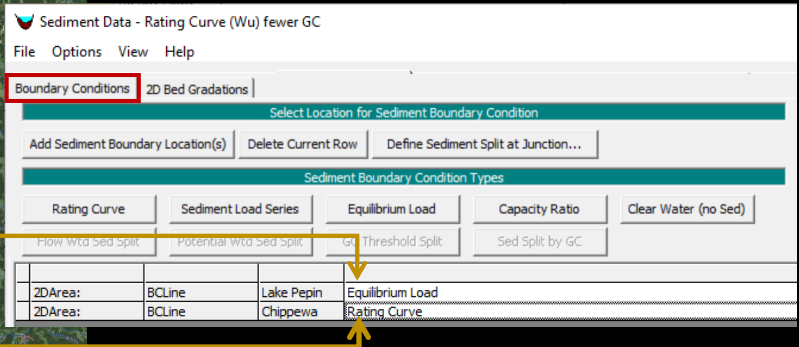 Sediment Data - Rating Curve (Wu) fewer GC
File Options View Help
Boundary Conditions 2D Bed Gradations
Select Location for Sediment Boundary Condition
Add Sediment Boundary Location(s) Delete Current Row Define Sediment Split at Junction...
Sediment Boundary Condition Types
Rating Curve Sediment Load Series Equilibrium Load Capacity Ratio Clear Water (no Sed)
Flow Wtd Sed Split Potential Wtd Sed Split GC Threshold Split Sed Split by GC
2DArea: BCLine Lake Pepin Equilibrium Load
2DArea: BCLine Chippewa Rating Curve